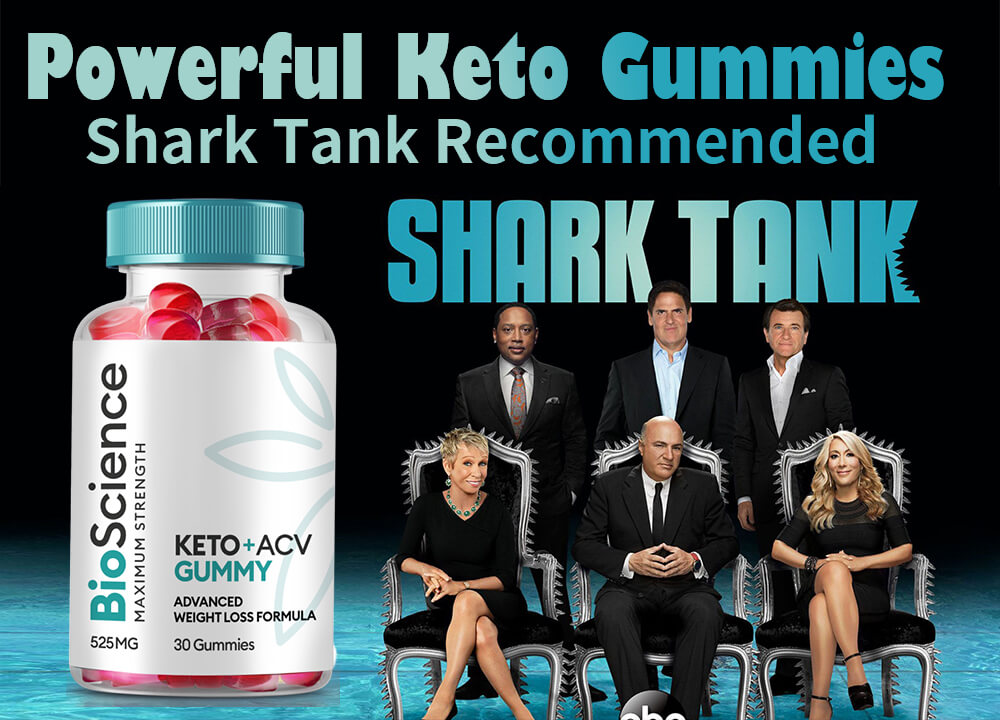 Powerful Keto Gummies
Shark Tank Recommended
SHARK TANK
BioScience
MAXIMUM STRENGTH
KETO+ACV
GUMMY
ADVANCED
WEIGHT LOSS FORMULA
525MG
30 Gummies
abc